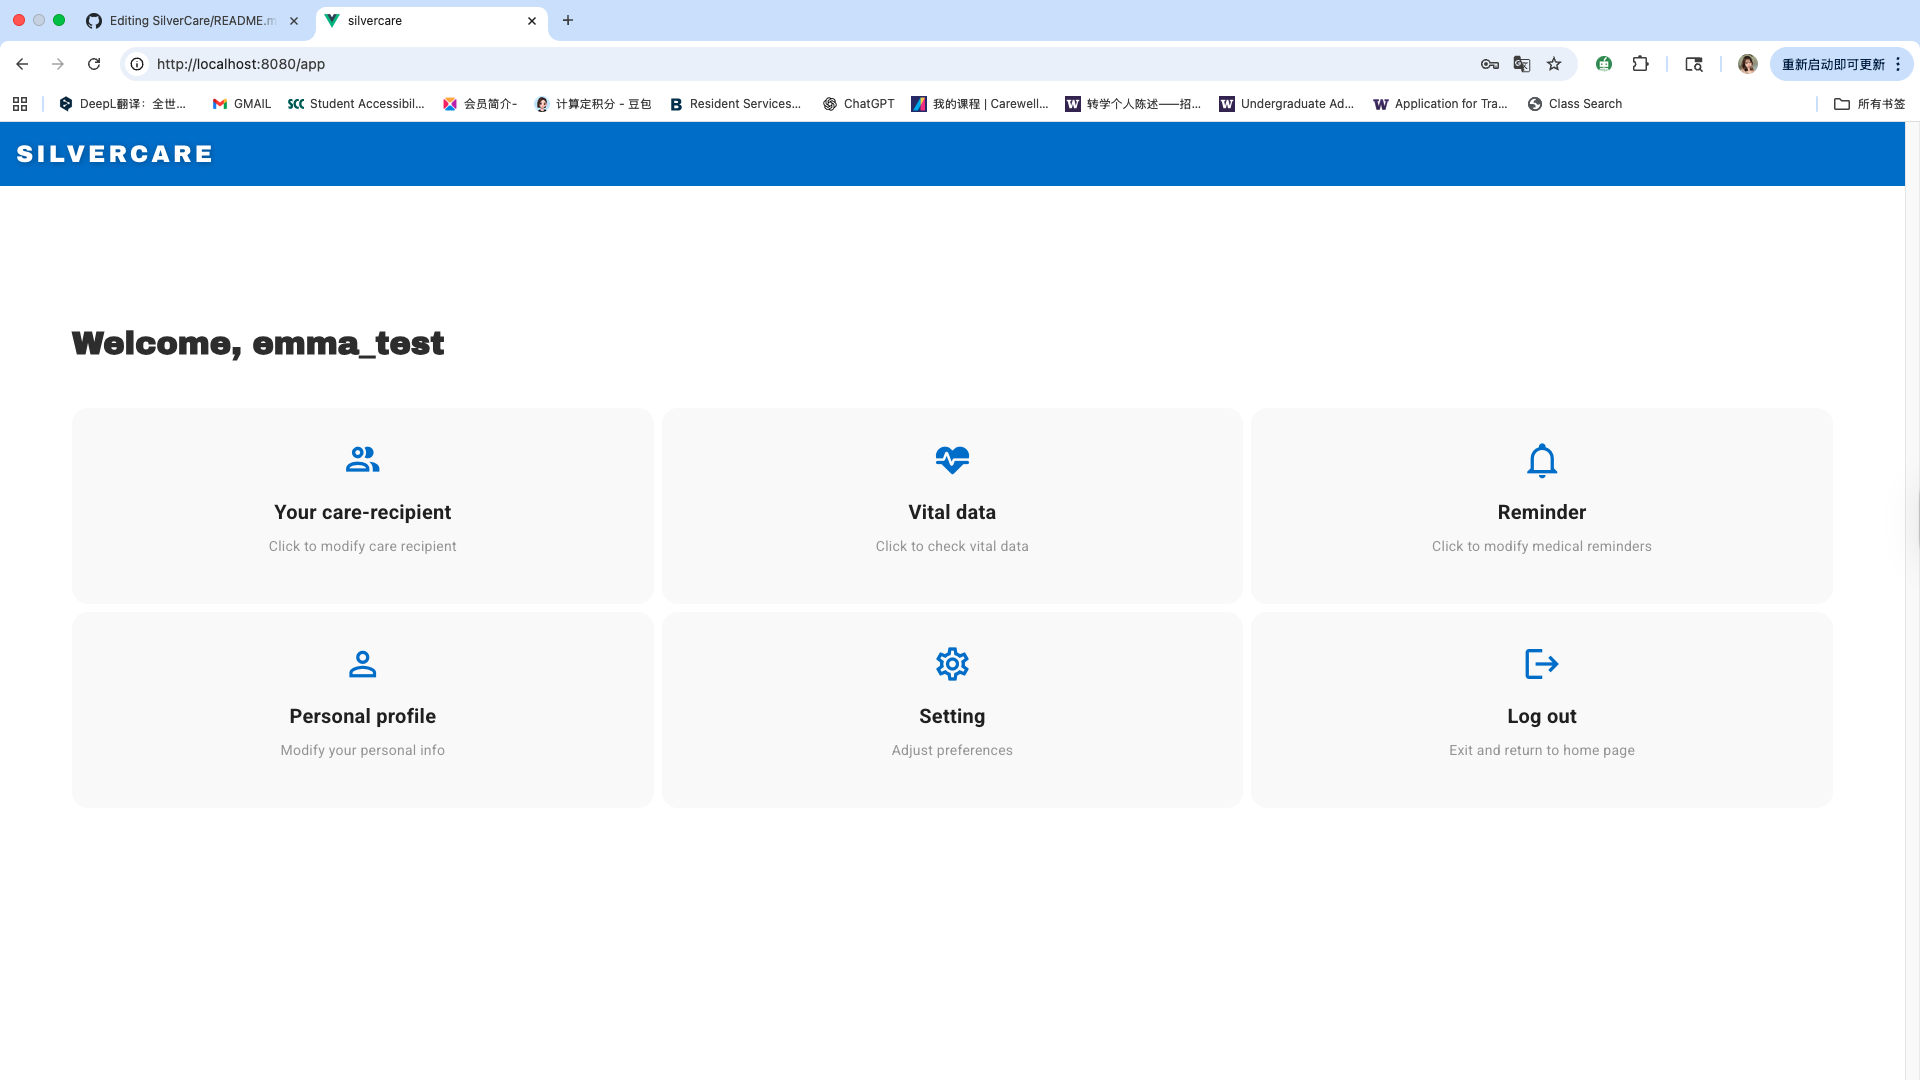 Editing SilverCare/README.m
silvercare
http://localhost:8080/app
重新启动即可更新
DeepL翻译：全世...
GMAIL
SCC Student Accessibil...
会员简介-
计算定积分 - 豆包
B Resident Services...
ChatGPT
我的课程 | Carewell...
W 转学个人陈述——招...
W Undergraduate Ad...
W Application for Tra...
Class Search
所有书签
SILVERCARE
Welcome, emma_test
Your care-recipient
Click to modify care recipient
Vital data
Click to check vital data
Reminder
Click to modify medical reminders
Personal profile
Modify your personal info
Setting
Adjust preferences
Log out
Exit and return to home page